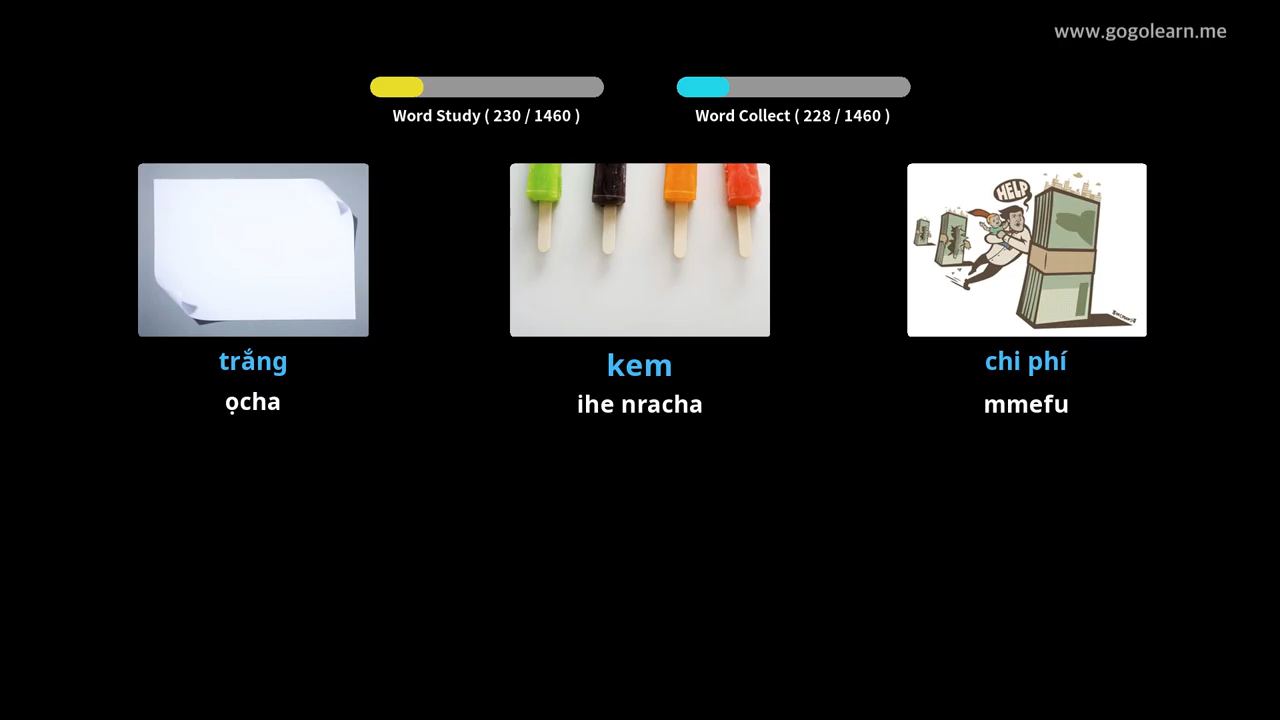 www.gogolearn.me
Word Study ( 230 / 1460 )
Word Collect ( 228 / 1460 )
HELP
trắng
kem
chi phí
ọcha
ihe nracha
mmefu